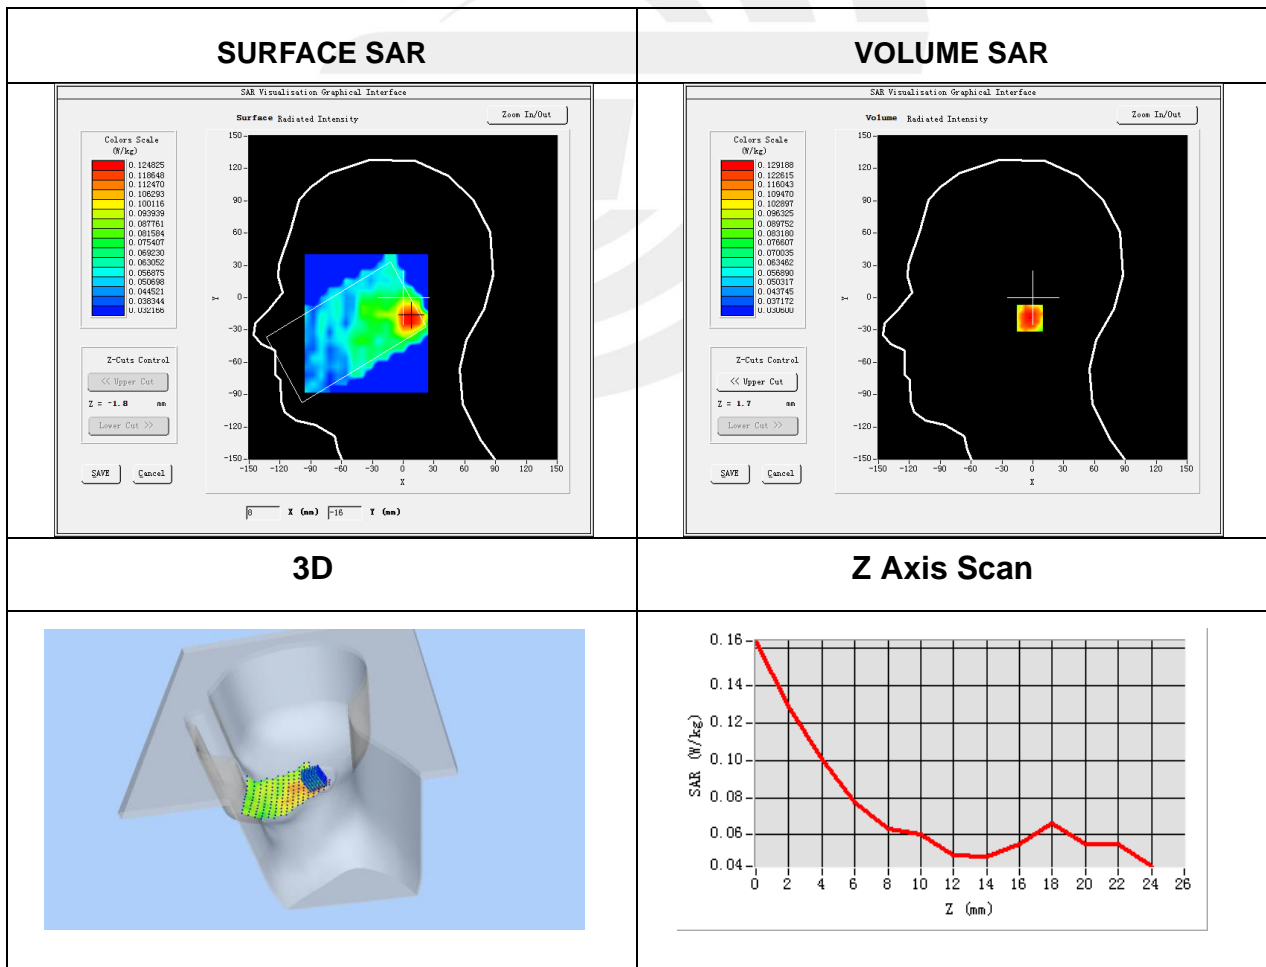 SURFACE SAR
VOLUME SAR
SAR Visualisation Graphical Interface
Surface Radiated Intensity
Zoom In/Out
Colors Scale
(W/kg)
0.124825
0.118648
0.112470
0.106293
0.100116
0.093939
0.087761
0.081584
0.075407
0.069230
0.063052
0.056875
0.050698
0.044521
0.038344
0.032166
Z-Cuts Control
<< Upper Cut
Z = -1.8 mm
Lower Cut >>
SAVE Cancel
150
120
90
60
30
0
-30
-60
-90
-120
-150
Y
-150 -120 -90 -60 -30 0 30 60 90 120 150
X
8 X (mm) -16 Y (mm)
SAR Visualisation Graphical Interface
Volume Radiated Intensity
Zoom In/Out
Colors Scale
(W/kg)
0.129188
0.122615
0.116043
0.109470
0.102897
0.096325
0.089752
0.083180
0.076607
0.070035
0.063462
0.056890
0.050317
0.043745
0.037172
0.030600
Z-Cuts Control
<< Upper Cut
Z = 1.7 mm
Lower Cut >>
SAVE Cancel
150
120
90
60
30
0
-30
-60
-90
-120
-150
Y
-150 -120 -90 -60 -30 0 30 60 90 120 150
X
3D
Z Axis Scan
0.16
0.14
0.12
0.10
0.08
0.06
0.04
SAR (W/kg)
0 2 4 6 8 10 12 14 16 18 20 22 24 26
Z (mm)